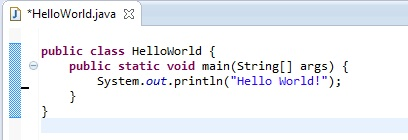 *HelloWorld.java
public class HelloWorld {
    public static void main(String[] args) {
        System.out.println("Hello World!");
    }
}